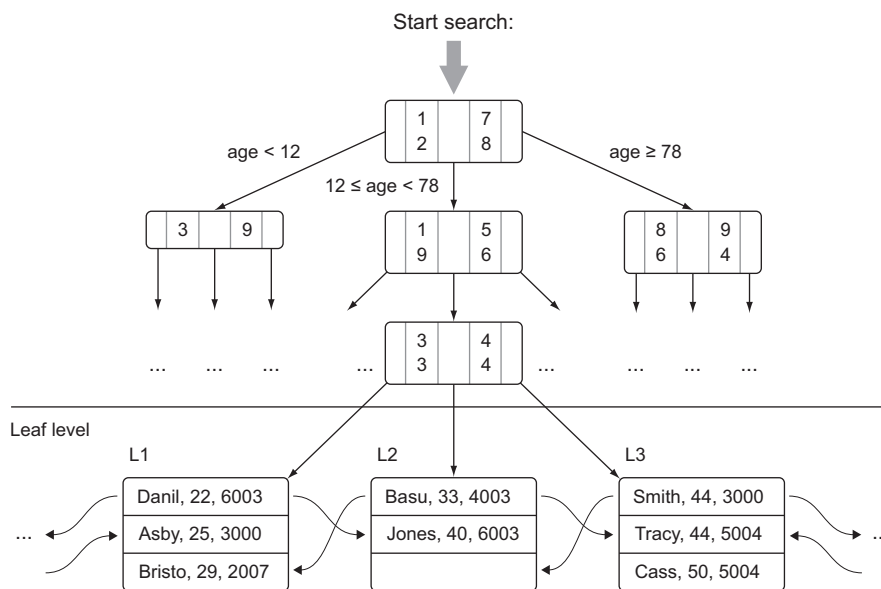 Start search:
1 7
2 8
age < 12
12 ≤ age < 78
age ≥ 78
3 9
1 5
9 6
8 9
6 4
3 4
3 4
... ... ... ... ... ... ... ...
Leaf level
L1
L2
L3
Danil, 22, 6003
Basu, 33, 4003
Smith, 44, 3000
...
Asby, 25, 3000
Jones, 40, 6003
Tracy, 44, 5004
...
Bristo, 29, 2007
Cass, 50, 5004